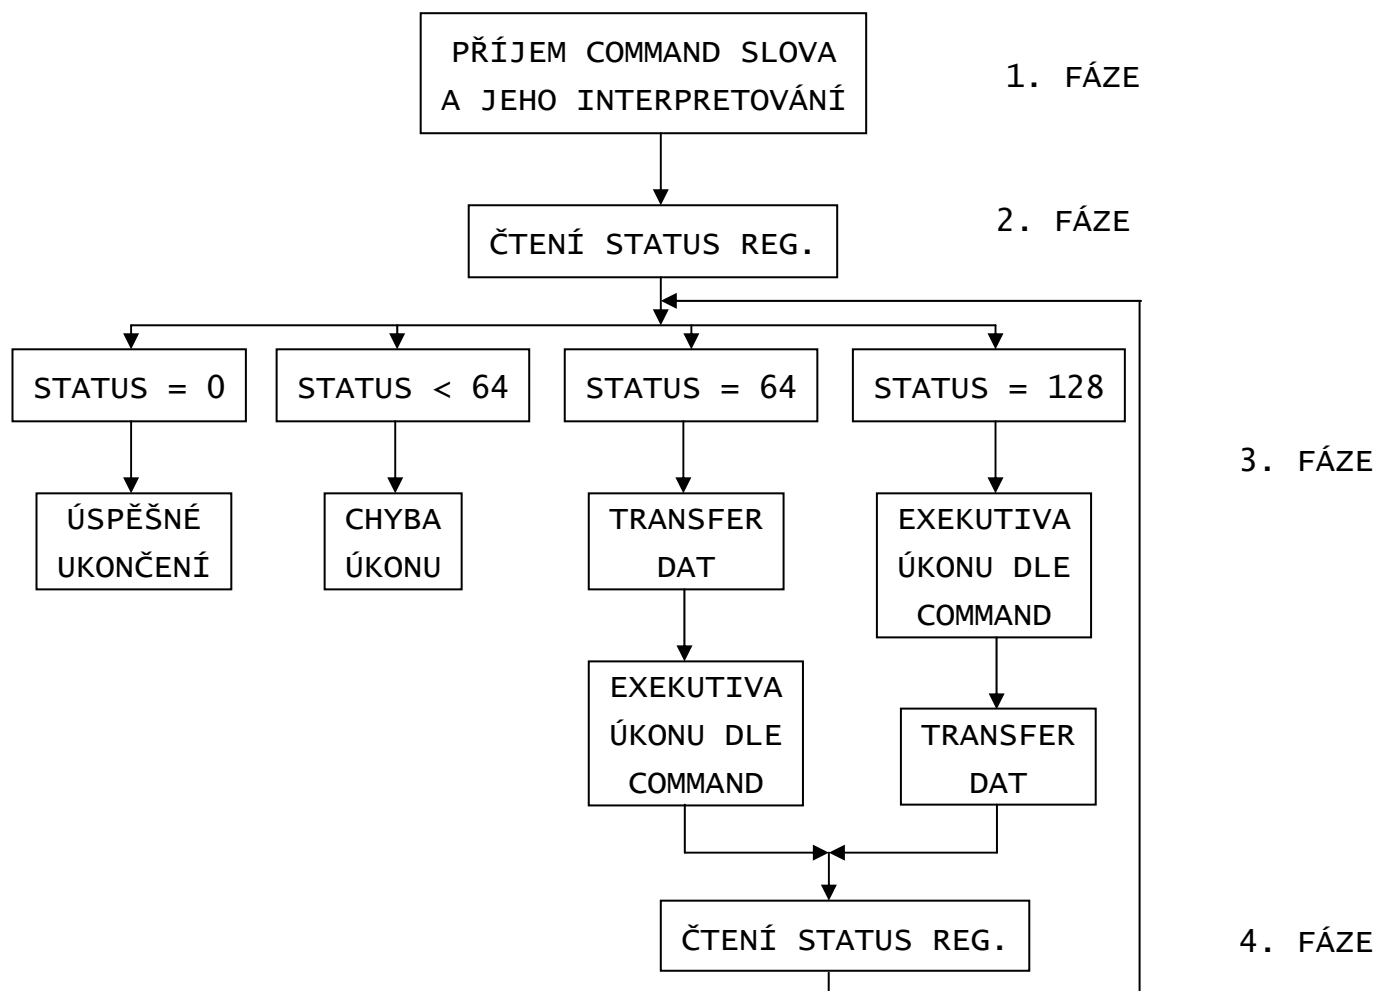 PŘÍJEM COMMAND SLOVA
A JEHO INTERPRETOVÁNÍ
1. FÁZE
ČTENÍ STATUS REG.
2. FÁZE
STATUS = 0
STATUS < 64
STATUS = 64
STATUS = 128
3. FÁZE
ÚSPĚŠNÉ
UKONČENÍ
CHYBA
ÚKONU
TRANSFER
DAT
EXEKUTIVA
ÚKONU DLE
COMMAND
EXEKUTIVA
ÚKONU DLE
COMMAND
TRANSFER
DAT
ČTENÍ STATUS REG.
4. FÁZE